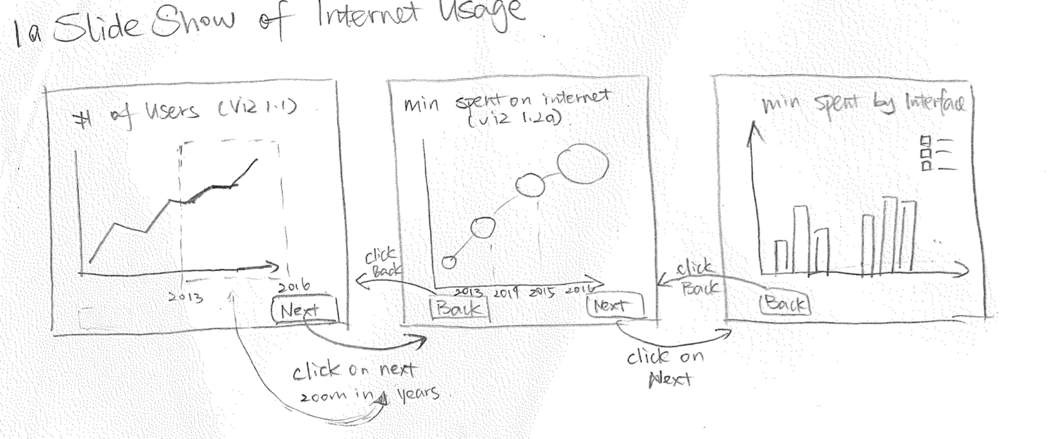 1a Slide Show of Internet Usage
# of Users (Viz 1.1)
2013
2016
Next
click on next
zoom in years
click
Back
min spent on internet
(viz 1.2a)
2013 2014 2015 2016
Back
Next
click on
Next
click
Back
min spent by Interface
Back